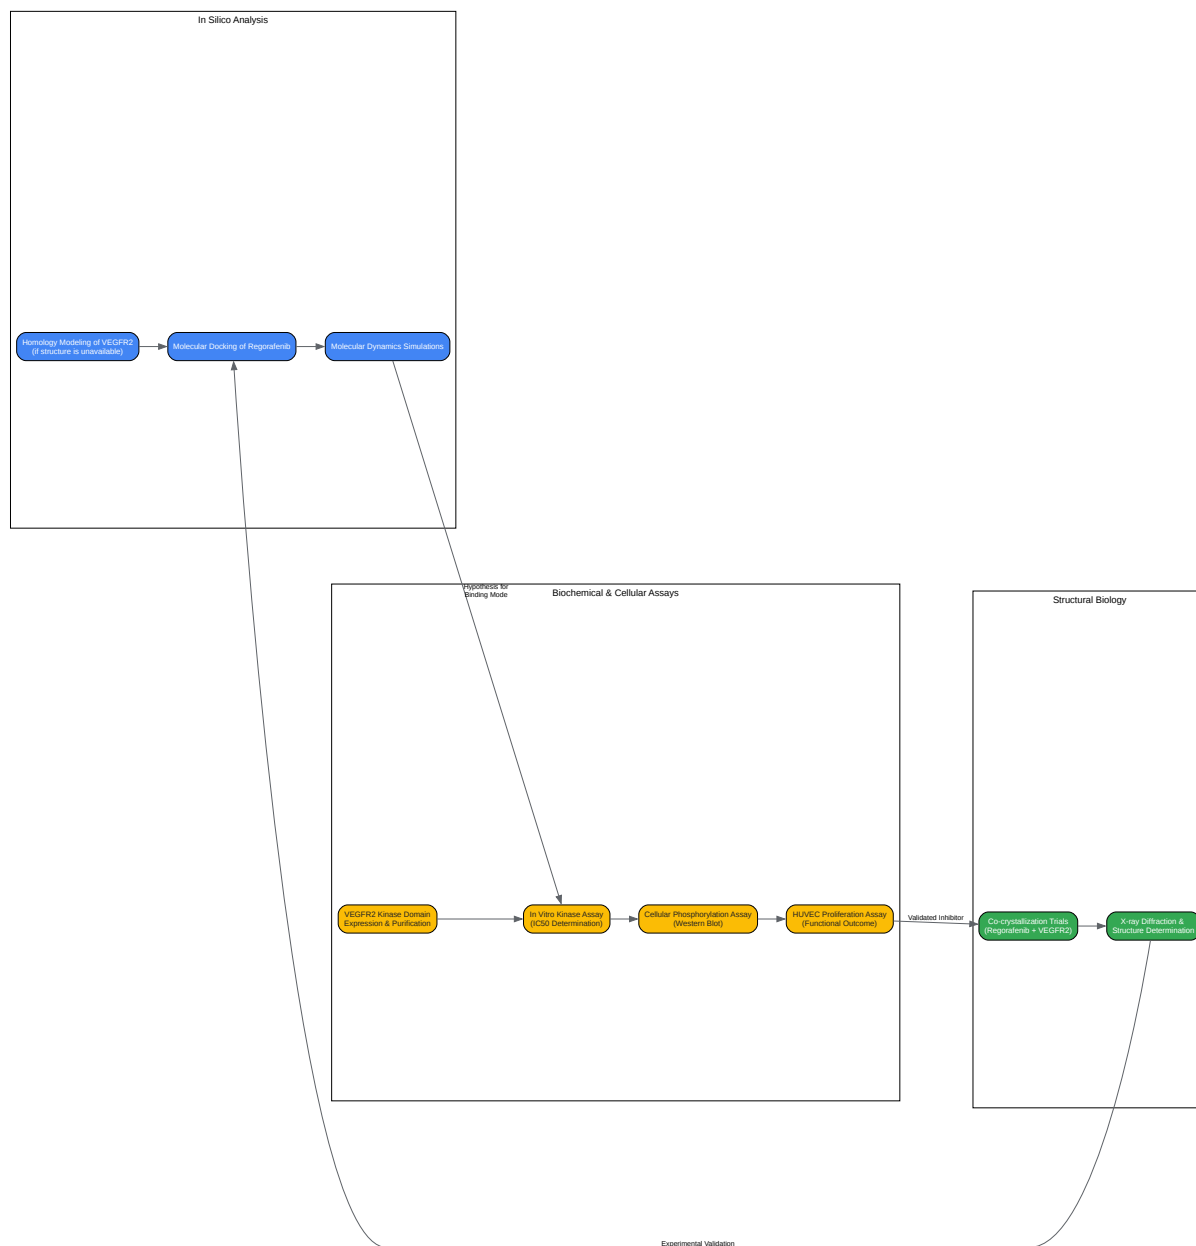 In Silico Analysis
Homology Modeling of VEGFR2
(if structure is unavailable)
Molecular Docking of Regorafenib
Molecular Dynamics Simulations
Hypothesis for
Binding Mode
Biochemical & Cellular Assays
Structural Biology
VEGFR2 Kinase Domain
Expression & Purification
In Vitro Kinase Assay
(IC50 Determination)
Cellular Phosphorylation Assay
(Western Blot)
HUVEC Proliferation Assay
(Functional Outcome)
Validated Inhibitor
Co-crystallization Trials
(Regorafenib + VEGFR2)
X-ray Diffraction &
Structure Determination
Experimental Validation